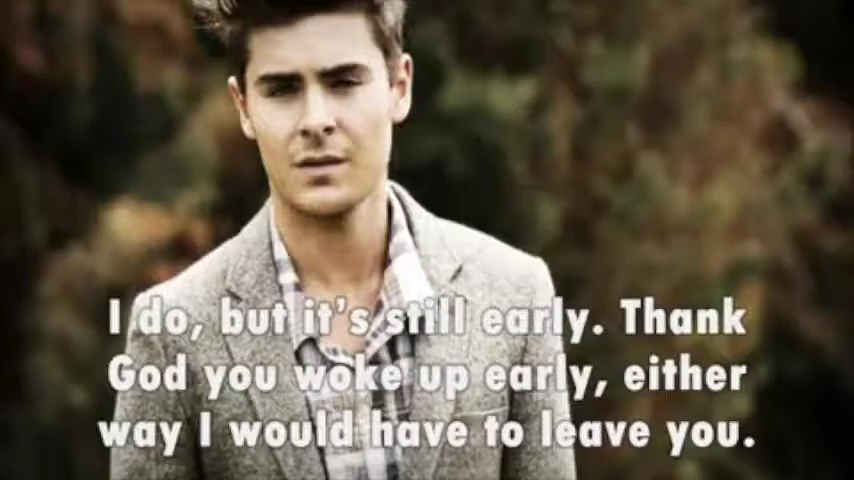 I do, but it's still early. Thank
God you woke up early, either
way I would have to leave you.